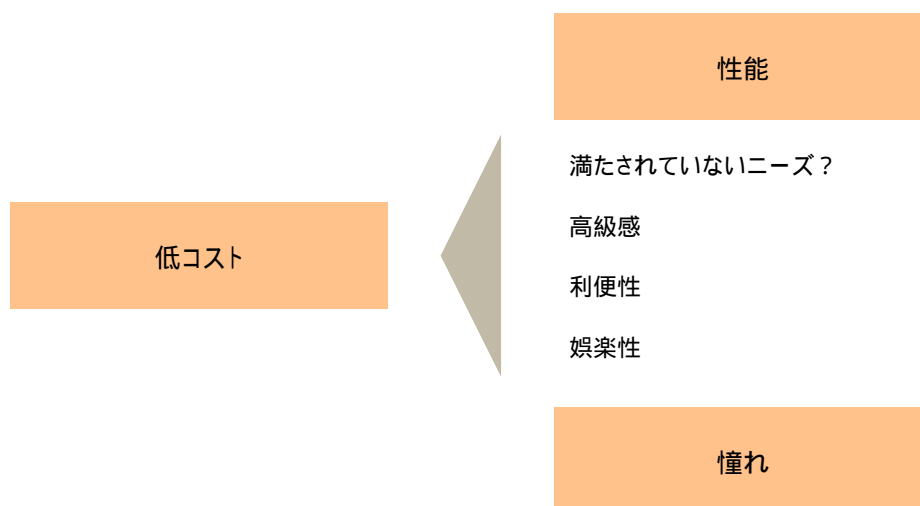 性能
満たされていないニーズ？
高級感
低コスト
利便性
娯楽性
憧れ